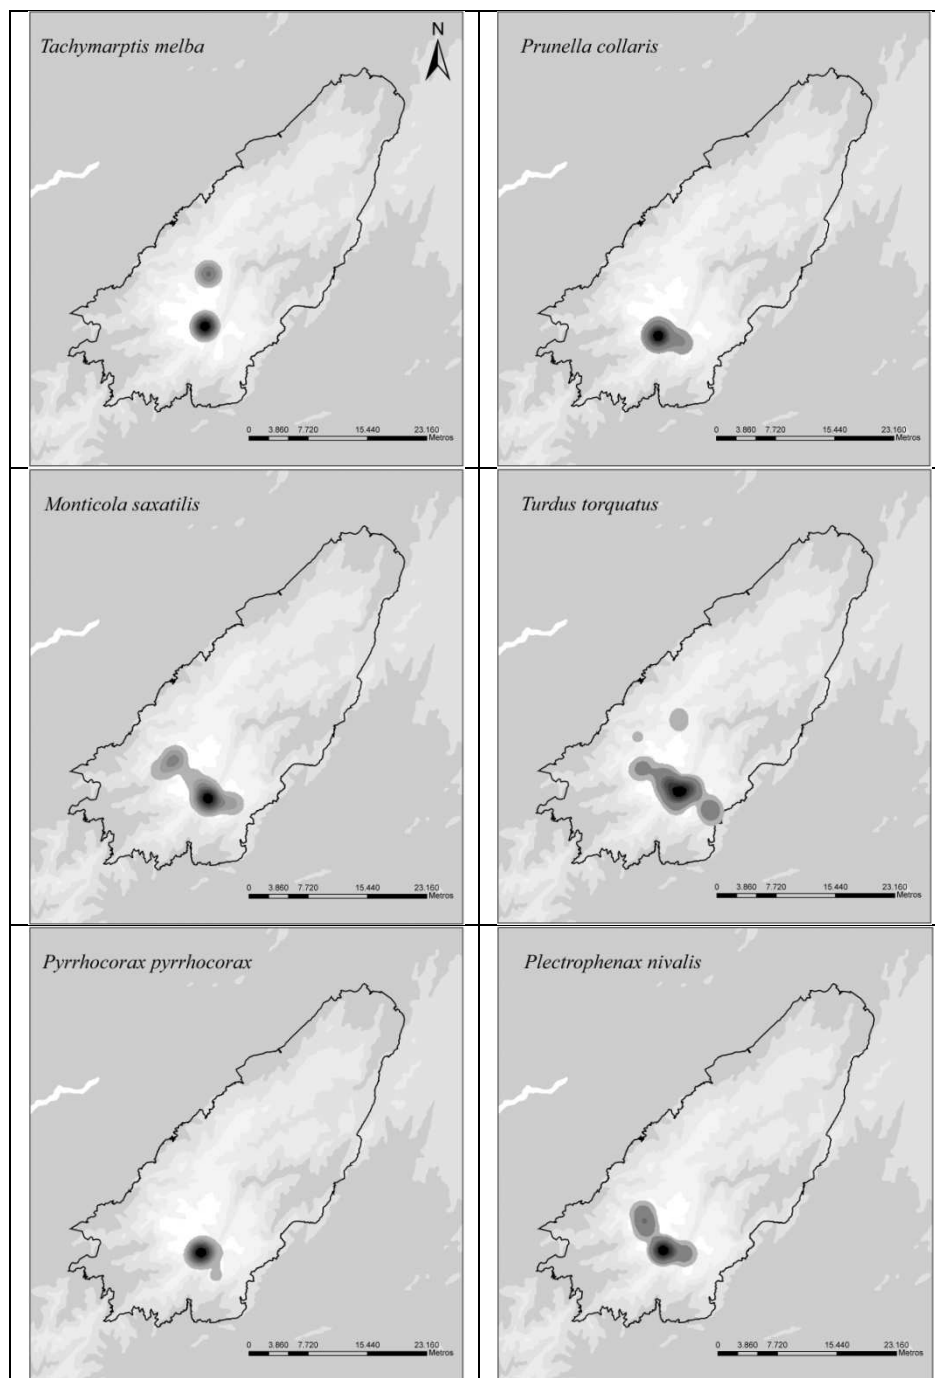 Tachymarptis melba
N
0 3.860 7.720 15.440 23.160
Metros
Prunella collaris
0 3.860 7.720 15.440 23.160
Metros
Monticola saxatilis
0 3.860 7.720 15.440 23.160
Metros
Turdus torquatus
0 3.860 7.720 15.440 23.160
Metros
Pyrrhocorax pyrrhocorax
0 3.860 7.720 15.440 23.160
Metros
Plectrophenax nivalis
0 3.860 7.720 15.440 23.160
Metros